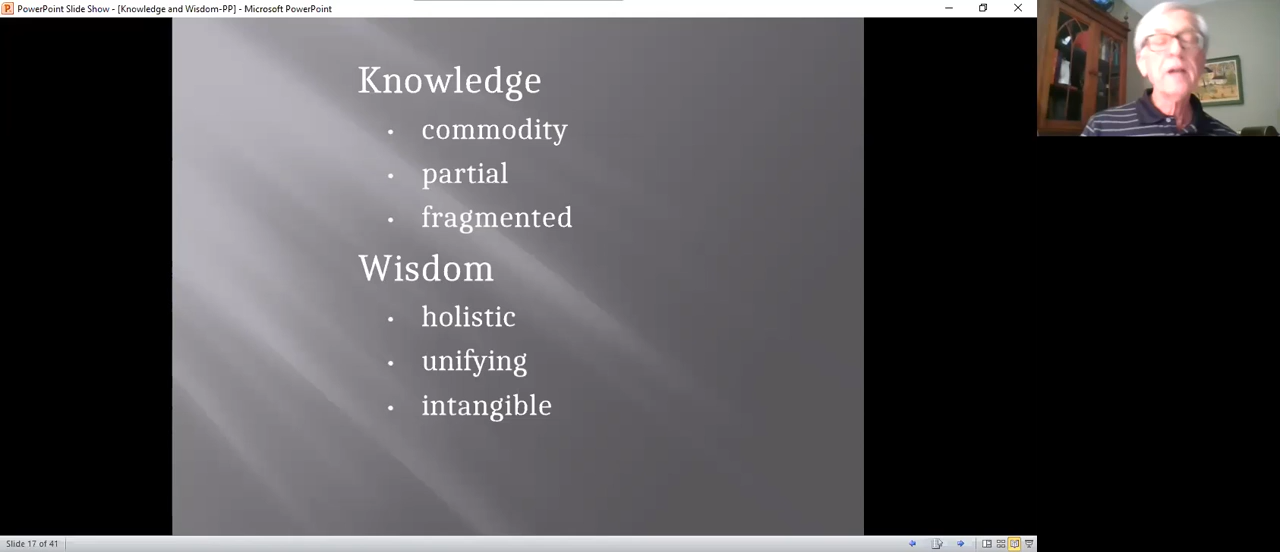 PowerPoint Slide Show - [Knowledge and Wisdom-PP] - Microsoft PowerPoint
Knowledge
• commodity
• partial
• fragmented
Wisdom
• holistic
• unifying
• intangible
Slide 17 of 41